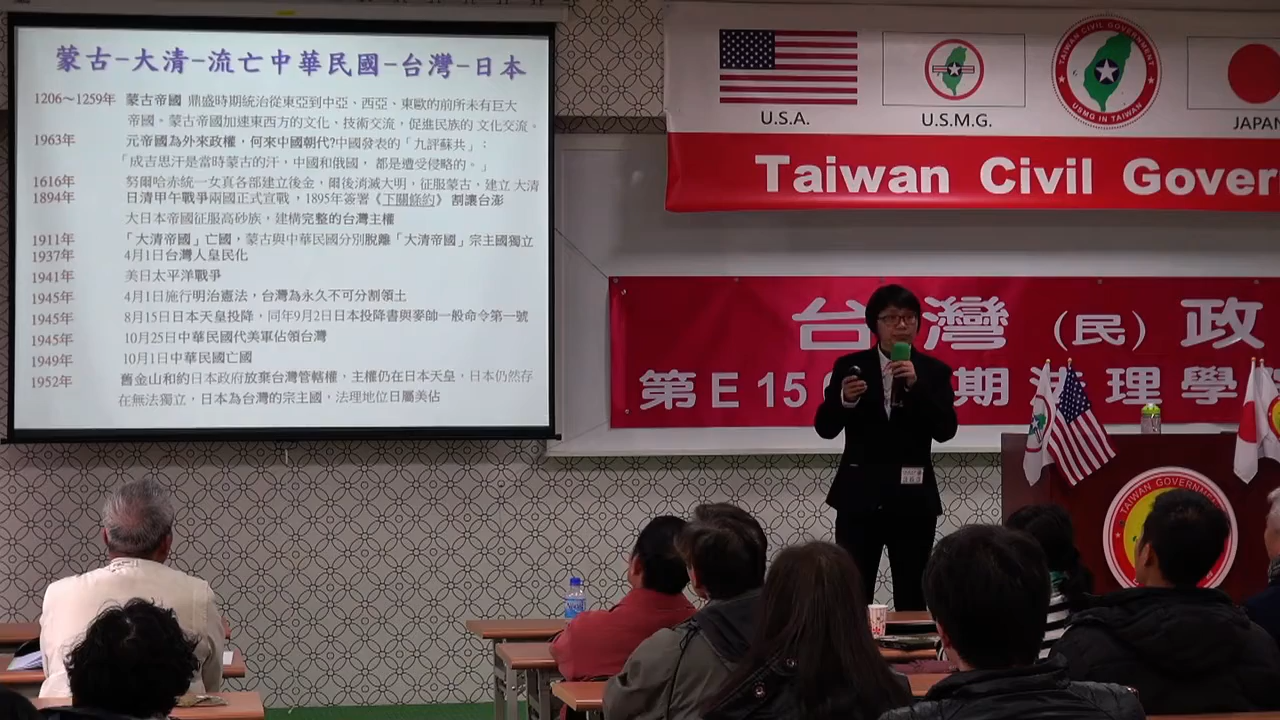 蒙古-大清-流亡中華民國-台灣-日本
1206～1259年 蒙古帝國 鼎盛時期統治從東亞到中亞、西亞、東歐的前所未有巨大
帝國。蒙古帝國加速東西方的文化、技術交流，促進民族的 文化交流。
1963年 元帝國為外來政權，何來中國朝代?中國發表的「九評蘇共」：
「成吉思汗是當時蒙古的汗，中國和俄國， 都是遭受侵略的。」
1616年 努爾哈赤統一女真各部建立後金，爾後消滅大明，征服蒙古，建立 大清
1894年 日清甲午戰爭兩國正式宣戰，1895年簽署《下關條約》 割讓台澎
大日本帝國征服高砂族，建構完整的台灣主權
1911年 「大清帝國」亡國，蒙古與中華民國分別脫離「大清帝國」宗主國獨立
1937年 4月1日台灣人皇民化
1941年 美日太平洋戰爭
1945年 4月1日施行明治憲法，台灣為永久不可分割領土
1945年 8月15日日本天皇投降，同年9月2日日本投降書與麥帥一般命令第一號
1945年 10月25日中華民國代美軍佔領台灣
1949年 10月1日中華民國亡國
1952年 舊金山和約日本政府放棄台灣管轄權，主權仍在日本天皇，日本仍然存
在無法獨立，日本為台灣的宗主國，法理地位日屬美佔
U.S.A.
U.S.M.G.
TAIWAN CIVIL GOVERNMENT
USMG IN TAIWAN
JAPAN
Taiwan Civil Gover
台灣（民）政
第E15 期 理學
TAIWAN GOVERNM